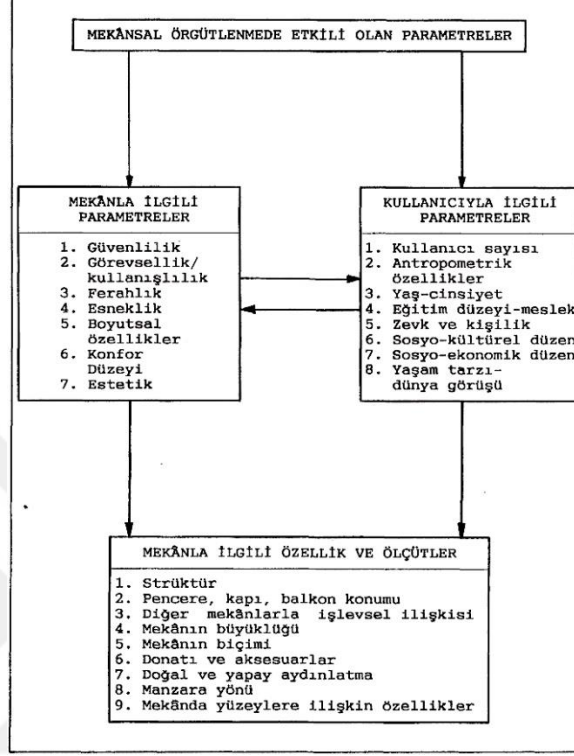 MEKÂNSAL ÖRGÜTLENMEDE ETKİLİ OLAN PARAMETRELER
MEKÂNLA İLGİLİ
PARAMETRELER
1. Güvenlilik
2. Görevsellik/
kullanışlılık
3. Ferahlık
4. Esneklik
5. Boyutsal
özellikler
6. Konfor
Düzeyi
7. Estetik
KULLANICIYLA İLGİLİ
PARAMETRELER
1. Kullanıcı sayısı
2. Antropometrik
özellikler
3. Yaş-cinsiyet
4. Eğitim düzeyi-meslek
5. Zevk ve kişilik
6. Sosyo-kültürel düzen
7. Sosyo-ekonomik düzen
8. Yaşam tarzı-
dünya görüşü
MEKÂNLA İLGİLİ ÖZELLİK VE ÖLÇÜTLER
1. Strüktür
2. Pencere, kapı, balkon konumu
3. Diğer mekânlarla işlevsel ilişkisi
4. Mekânın büyüklüğü
5. Mekânın biçimi
6. Donatı ve aksesuarlar
7. Doğal ve yapay aydınlatma
8. Manzara yönü
9. Mekânda yüzeylere ilişkin özellikler